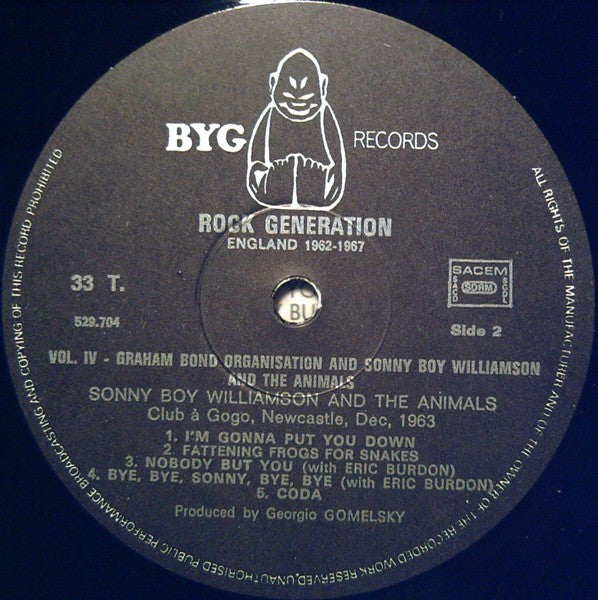 BYG RECORDS
ROCK GENERATION
ENGLAND 1962-1967
33 T.
529.704
SACEM
SACD SDRM SGDL
Side 2
VOL. IV - GRAHAM BOND ORGANISATION AND SONNY BOY WILLIAMSON
AND THE ANIMALS
SONNY BOY WILLIAMSON AND THE ANIMALS
Club à Gogo, Newcastle, Dec, 1963
1. I'M GONNA PUT YOU DOWN
2. FATTENING FROGS FOR SNAKES
3. NOBODY BUT YOU (with ERIC BURDON)
4. BYE, BYE, SONNY, BYE, BYE (with ERIC BURDON)
5. CODA
Produced by Georgio GOMELSKY
ALL RIGHTS OF THE MANUFACTURER AND OF THE OWNER OF THE RECORDED WORK RESERVED, UNAUTHORISED PUBLIC PERFORMANCE BROADCASTING AND COPYING OF THIS RECORD PROHIBITED
BU